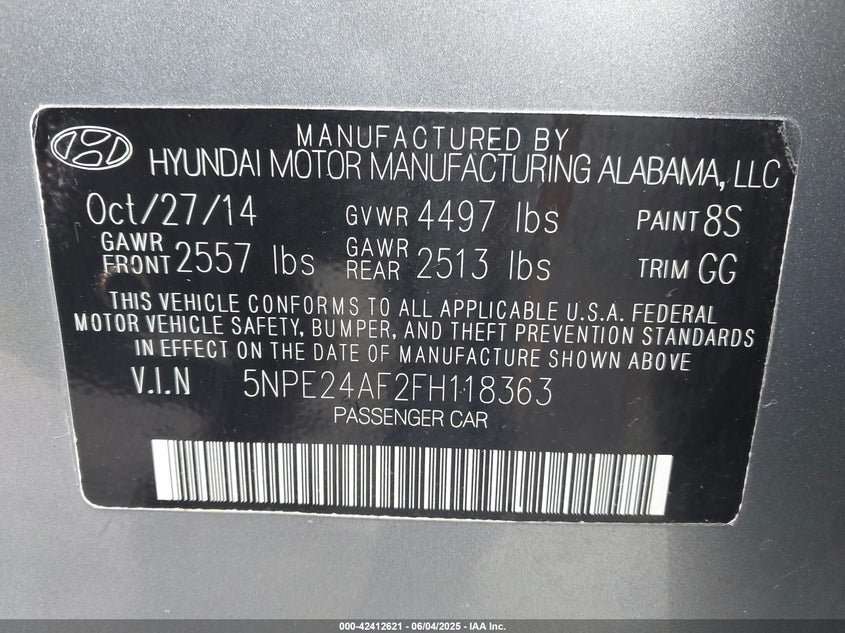 MANUFACTURED BY
HYUNDAI MOTOR MANUFACTURING ALABAMA, LLC
Oct/27/14 GVWR 4497 lbs PAINT 8S
GAWR FRONT 2557 lbs GAWR REAR 2513 lbs TRIM GG
THIS VEHICLE CONFORMS TO ALL APPLICABLE U.S.A. FEDERAL
MOTOR VEHICLE SAFETY, BUMPER, AND THEFT PREVENTION STANDARDS
IN EFFECT ON THE DATE OF MANUFACTURE SHOWN ABOVE
V.I.N 5NPE24AF2FH118363
PASSENGER CAR
000-42412621 - 06/04/2025 - IAA Inc.